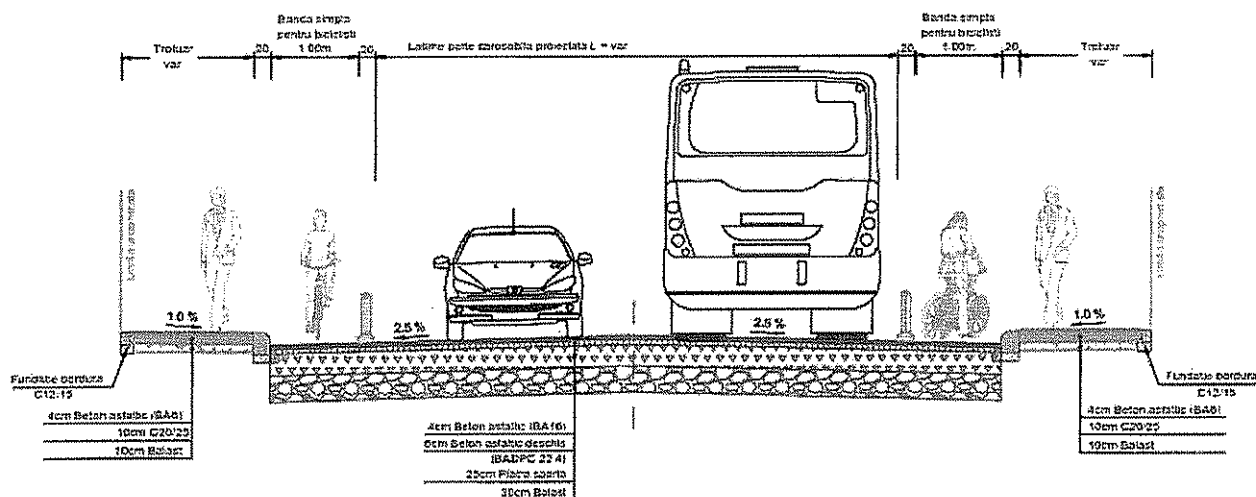 Banda simpla
pentru biciclisti
1.00m
Trotuar
var
20
20
Latime parte carosabila proiectata L = var
Banda simpla
pentru biciclisti
1.00m
20
20
Trotuar
var
1.0 %
2.5 %
2.5 %
1.0 %
Fundatie bordura
C12/15
Fundatie bordura
C12/15
4cm Beton asfaltic (BA8)
10cm C20/25
10cm Balast
4cm Beton asfaltic (BA16)
6cm Beton asfaltic deschis
(BADPC 22.4)
25cm Piatra sparta
30cm Balast
4cm Beton asfaltic (BA8)
10cm C20/25
10cm Balast